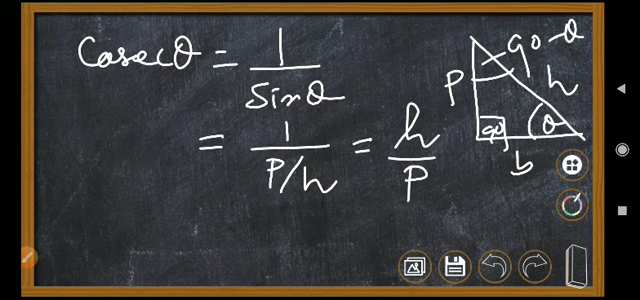 Cosecθ = 1/Sinθ
= 1/P/h = h/P
90-θ
P
h
90
θ
b